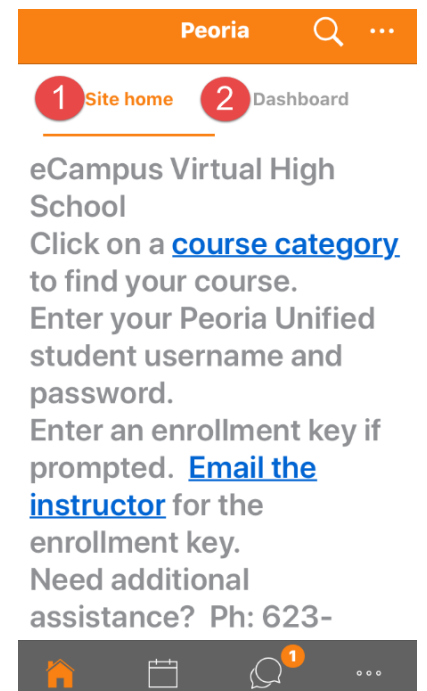 Peoria
1 Site home 2 Dashboard
eCampus Virtual High
School
Click on a course category
to find your course.
Enter your Peoria Unified
student username and
password.
Enter an enrollment key if
prompted. Email the
instructor for the
enrollment key.
Need additional
assistance? Ph: 623-
1